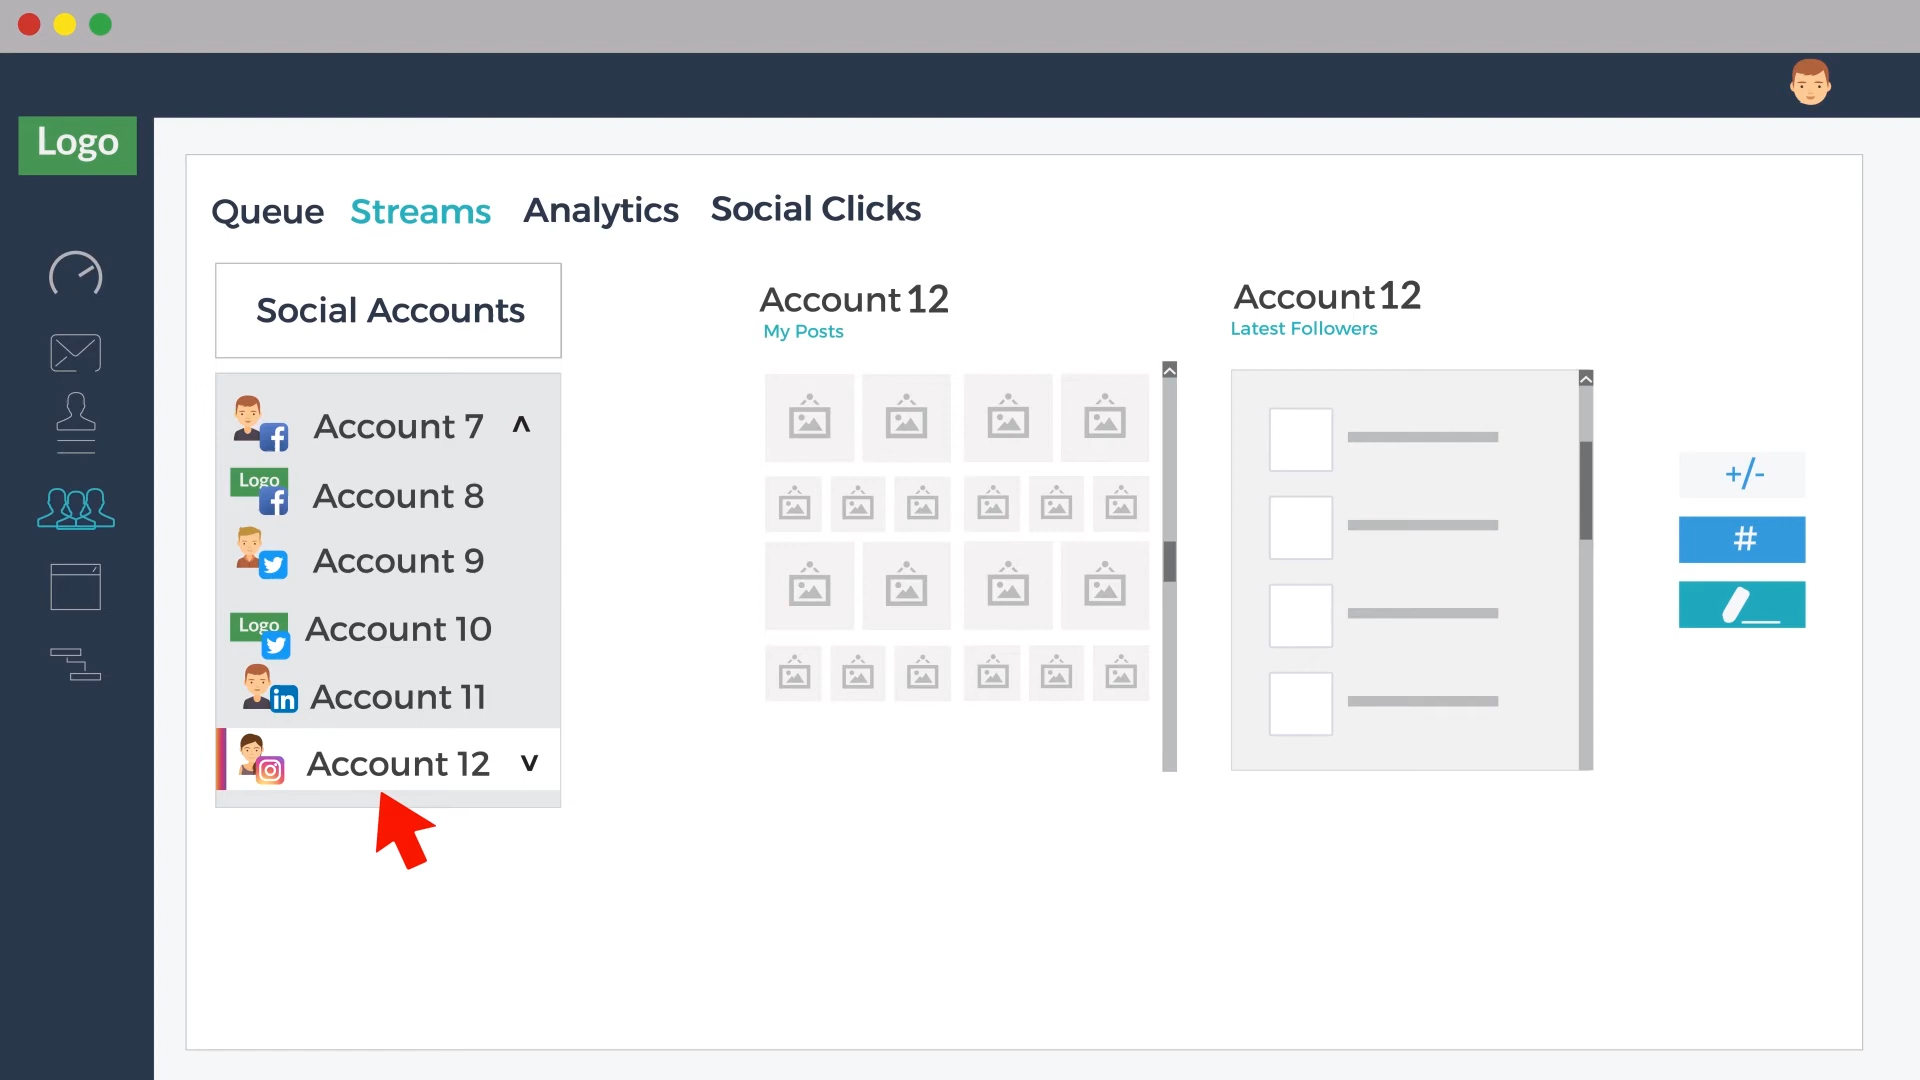 Logo
Queue Streams Analytics Social Clicks
Social Accounts
Account 7 ^
Logo
Account 8
Account 9
Logo
Account 10
in
Account 11
Account 12 v
Account 12
My Posts
Account 12
Latest Followers
+/-
#